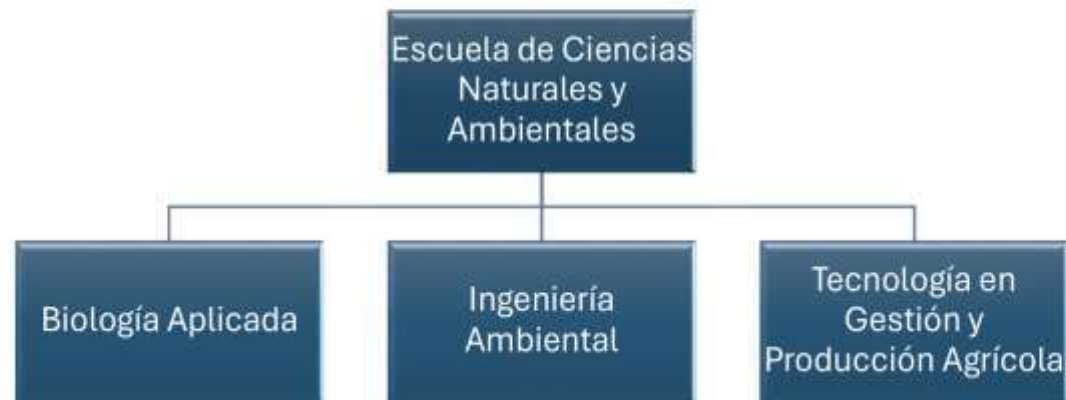 Escuela de Ciencias
Naturales y
Ambientales
Biología Aplicada
Ingeniería
Ambiental
Tecnología en
Gestión y
Producción Agrícola